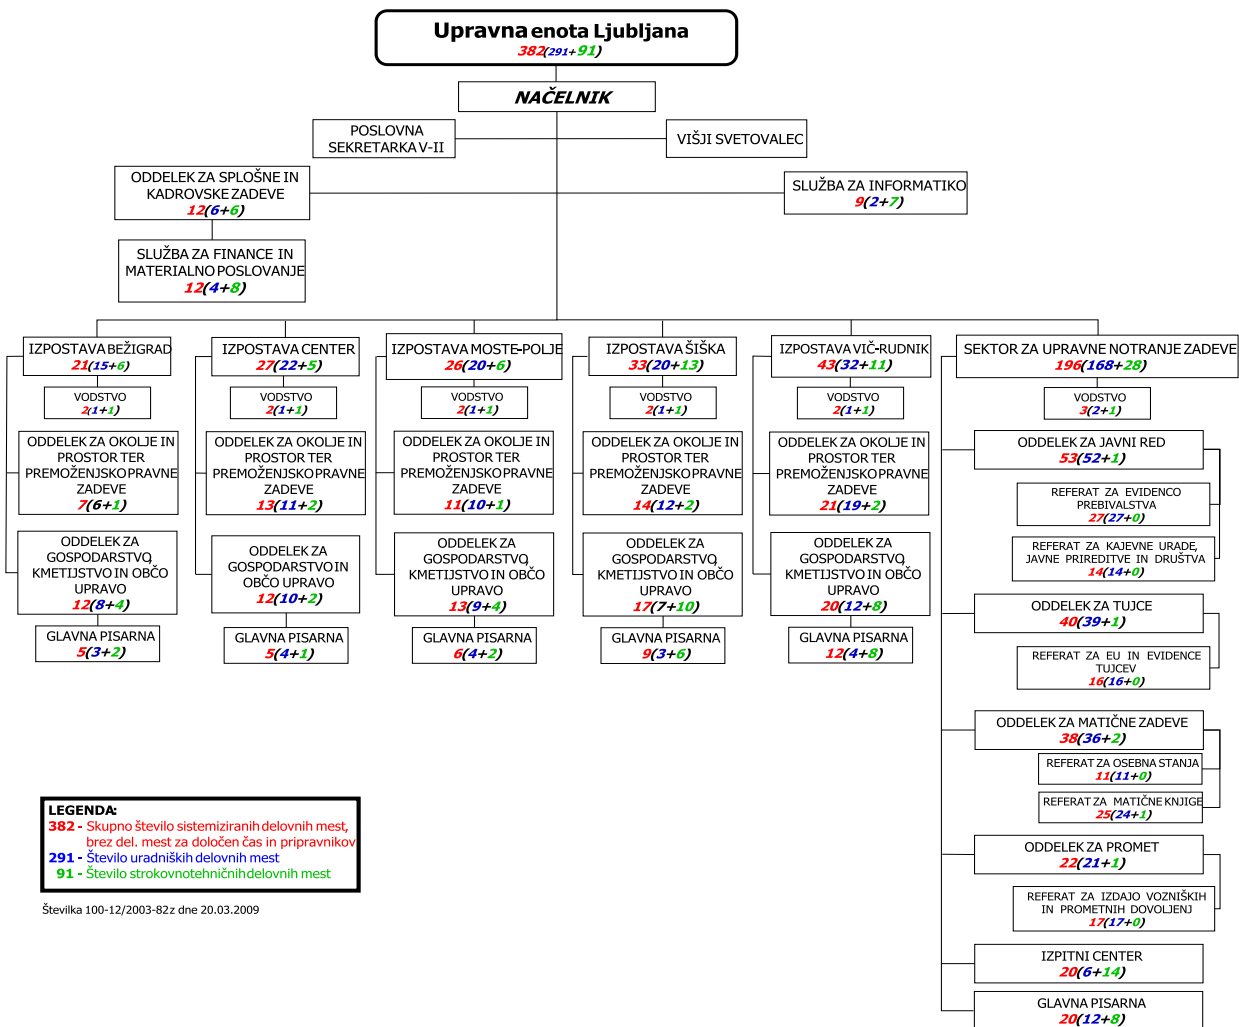 Upravna enota Ljubljana
382(291+91)
NAČELNIK
POSLOVNA
SEKRETARKA V-II
VIŠJI SVETOVALEC
ODDELEK ZA SPLOŠNE IN
KADROVSKE ZADEVE
12(6+6)
SLUŽBA ZA INFORMATIKO
9(2+7)
SLUŽBA ZA FINANCE IN
MATERIALNO POSLOVANJE
12(4+8)
IZPOSTAVA BEŽIGRAD
21(15+6)
VODSTVO
2(1+1)
ODDELEK ZA OKOLJE IN
PROSTOR TER
PREMOŽENJSKO PRAVNE
ZADEVE
7(6+1)
ODDELEK ZA
GOSPODARSTVO,
KMETIJSTVO IN OBČO
UPRAVO
12(8+4)
GLAVNA PISARNA
5(3+2)
IZPOSTAVA CENTER
27(22+5)
VODSTVO
2(1+1)
ODDELEK ZA OKOLJE IN
PROSTOR TER
PREMOŽENJSKO PRAVNE
ZADEVE
13(11+2)
ODDELEK ZA
GOSPODARSTVO IN
OBČO UPRAVO
12(10+2)
GLAVNA PISARNA
5(4+1)
IZPOSTAVA MOSTE-POLJE
26(20+6)
VODSTVO
2(1+1)
ODDELEK ZA OKOLJE IN
PROSTOR TER
PREMOŽENJSKO PRAVNE
ZADEVE
11(10+1)
ODDELEK ZA
GOSPODARSTVO,
KMETIJSTVO IN OBČO
UPRAVO
13(9+4)
GLAVNA PISARNA
6(4+2)
IZPOSTAVA ŠIŠKA
33(20+13)
VODSTVO
2(1+1)
ODDELEK ZA OKOLJE IN
PROSTOR TER
PREMOŽENJSKO PRAVNE
ZADEVE
14(12+2)
ODDELEK ZA
GOSPODARSTVO,
KMETIJSTVO IN OBČO
UPRAVO
17(7+10)
GLAVNA PISARNA
9(3+6)
IZPOSTAVA VIČ-RUDNIK
43(32+11)
VODSTVO
2(1+1)
ODDELEK ZA OKOLJE IN
PROSTOR TER
PREMOŽENJSKO PRAVNE
ZADEVE
21(19+2)
ODDELEK ZA
GOSPODARSTVO,
KMETIJSTVO IN OBČO
UPRAVO
20(12+8)
GLAVNA PISARNA
12(4+8)
SEKTOR ZA UPRAVNE NOTRANJE ZADEVE
196(168+28)
VODSTVO
3(2+1)
ODDELEK ZA JAVNI RED
53(52+1)
REFERAT ZA EVIDENCO
PREBIVALSTVA
27(27+0)
REFERAT ZA KAJEVNE URADE,
JAVNE PRIREDITVE IN DRUŠTVA
14(14+0)
ODDELEK ZA TUJCE
40(39+1)
REFERAT ZA EU IN EVIDENCE
TUJCEV
16(16+0)
ODDELEK ZA MATIČNE ZADEVE
38(36+2)
REFERAT ZA OSEBNA STANJA
11(11+0)
REFERAT ZA MATIČNE KNJIGE
25(24+1)
ODDELEK ZA PROMET
22(21+1)
REFERAT ZA IZDAJO VOZNIŠKIH
IN PROMETNIH DOVOLJENJ
17(17+0)
IZPITNI CENTER
20(6+14)
GLAVNA PISARNA
20(12+8)
LEGENDA:
382 - Skupno število sistemiziranih delovnih mest,
brez del. mest za določen čas in pripravnikov
291 - Število uradniških delovnih mest
91 - Število strokovnotehničnih delovnih mest
Številka 100-12/2003-82 z dne 20.03.2009